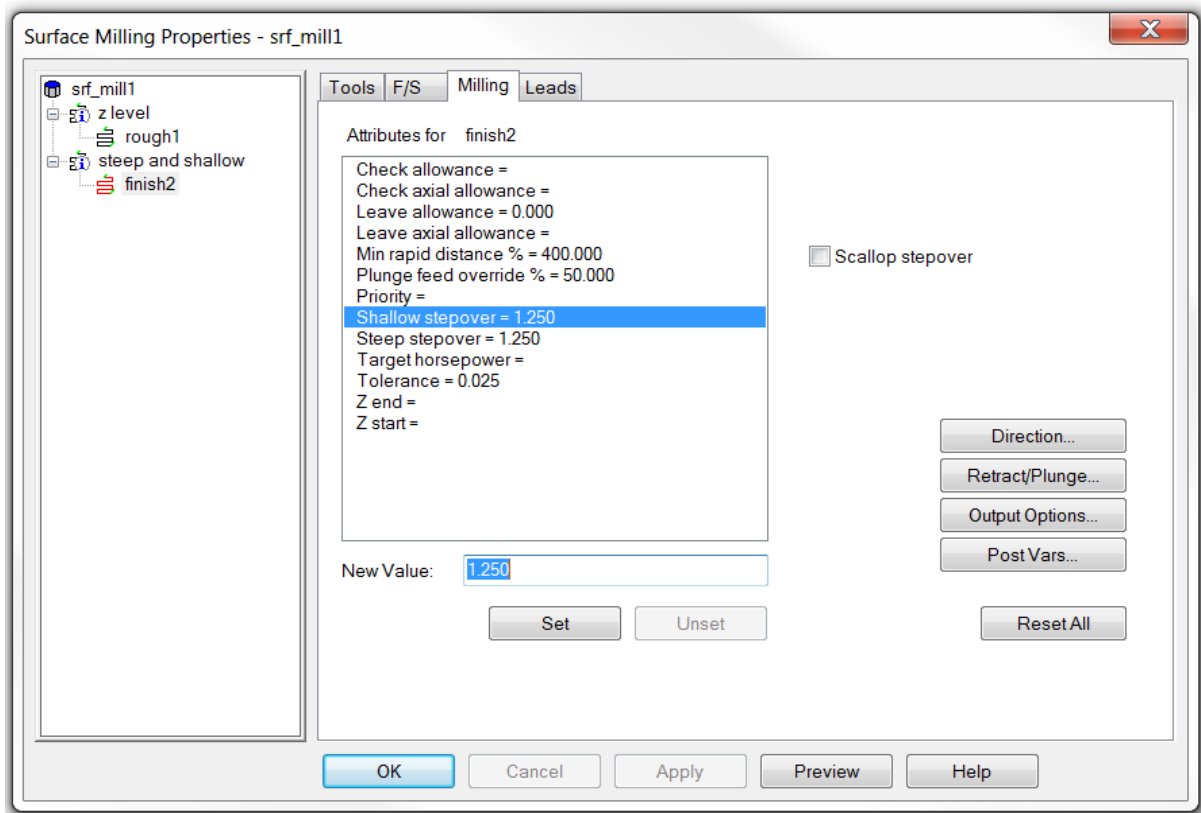 Surface Milling Properties - srf_mill1
srf_mill1
z level
rough1
steep and shallow
finish2
Tools F/S Milling Leads
Attributes for finish2
Check allowance =
Check axial allowance =
Leave allowance = 0.000
Leave axial allowance =
Min rapid distance % = 400.000
Plunge feed override % = 50.000
Priority =
Shallow stepover = 1.250
Steep stepover = 1.250
Target horsepower =
Tolerance = 0.025
Z end =
Z start =
Scallop stepover
Direction...
Retract/Plunge...
Output Options...
Post Vars...
New Value: 1.250
Set Unset Reset All
OK Cancel Apply Preview Help